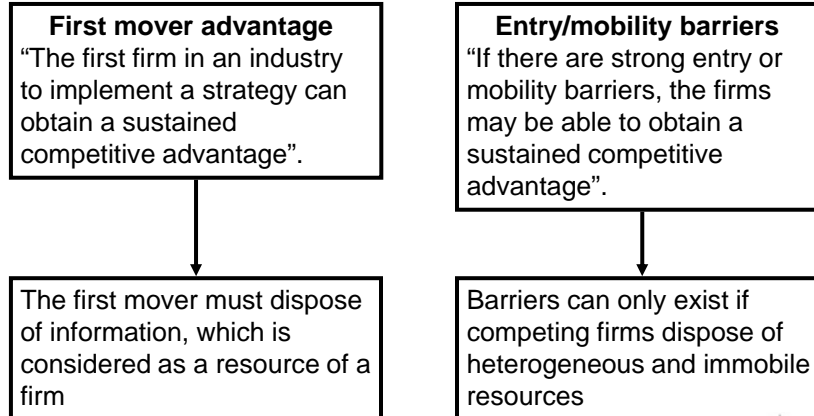 First mover advantage
“The first firm in an industry
to implement a strategy can
obtain a sustained
competitive advantage”.
The first mover must dispose
of information, which is
considered as a resource of a
firm
Entry/mobility barriers
“If there are strong entry or
mobility barriers, the firms
may be able to obtain a
sustained competitive
advantage”.
Barriers can only exist if
competing firms dispose of
heterogeneous and immobile
resources